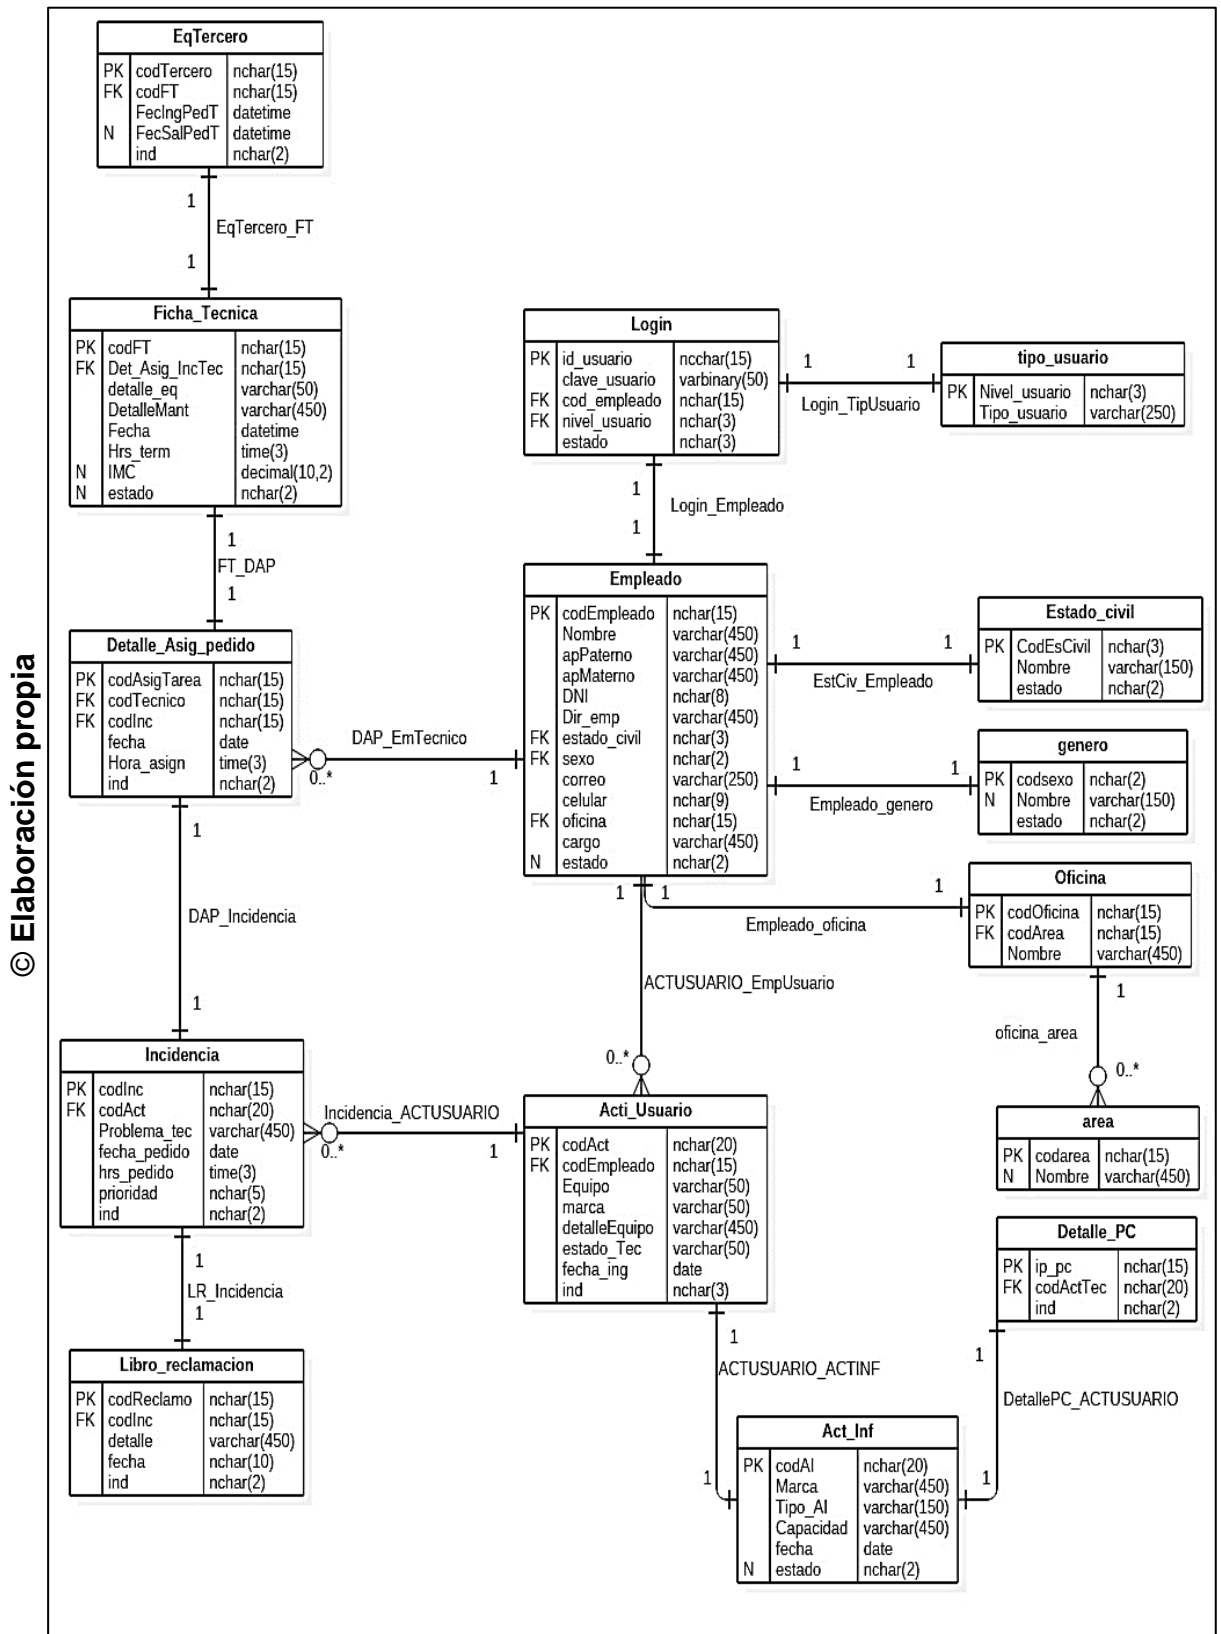 © Elaboración propia
EqTercero
PK codTercero nchar(15)
FK codFT nchar(15)
FecIngPedT datetime
N FecSalPedT datetime
ind nchar(2)
1
EqTercero_FT
1
Ficha_Tecnica
PK codFT nchar(15)
FK Det_Asig_IncTec nchar(15)
detalle_eq varchar(50)
DetalleMant varchar(450)
Fecha datetime
Hrs_term time(3)
N IMC decimal(10,2)
N estado nchar(2)
1
FT_DAP
1
Login
PK id_usuario ncchar(15)
clave_usuario varbinary(50)
FK cod_empleado nchar(15)
FK nivel_usuario nchar(3)
estado nchar(3)
1 1
Login_TipUsuario
tipo_usuario
PK Nivel_usuario nchar(3)
Tipo_usuario varchar(250)
1
Login_Empleado
1
Detalle_Asig_pedido
PK codAsigTarea nchar(15)
FK codTecnico nchar(15)
FK codInc nchar(15)
fecha date
Hora_asign time(3)
ind nchar(2)
DAP_EmTecnico
0..* 1
Empleado
PK codEmpleado nchar(15)
Nombre varchar(450)
apPaterno varchar(450)
apMaterno varchar(450)
DNI nchar(8)
Dir_emp varchar(450)
FK estado_civil nchar(3)
FK sexo nchar(2)
correo varchar(250)
celular nchar(9)
FK oficina nchar(15)
cargo varchar(450)
N estado nchar(2)
1 1
EstCiv_Empleado
Estado_civil
PK CodEsCivil nchar(3)
Nombre varchar(150)
estado nchar(2)
1 1
Empleado_genero
genero
PK codsexo nchar(2)
N Nombre varchar(150)
estado nchar(2)
1 1 1
Empleado_oficina
Oficina
PK codOficina nchar(15)
FK codArea nchar(15)
Nombre varchar(450)
1
DAP_Incidencia
1
ACTUSUARIO_EmpUsuario
0..*
1
oficina_area
0..*
Incidencia
PK codInc nchar(15)
FK codAct nchar(20)
Problema_tec varchar(450)
fecha_pedido date
hrs_pedido time(3)
prioridad nchar(5)
ind nchar(2)
Incidencia_ACTUSUARIO
0..* 1
Acti_Usuario
PK codAct nchar(20)
FK codEmpleado nchar(15)
Equipo varchar(50)
marca varchar(50)
detalleEquipo varchar(450)
estado_Tec varchar(50)
fecha_ing date
ind nchar(3)
area
PK codarea nchar(15)
N Nombre varchar(450)
Detalle_PC
PK ip_pc nchar(15)
FK codActTec nchar(20)
ind nchar(2)
1
LR_Incidencia
1
Libro_reclamacion
PK codReclamo nchar(15)
FK codInc nchar(15)
detalle varchar(450)
fecha nchar(10)
ind nchar(2)
1
ACTUSUARIO_ACTINF
1
1
DetallePC_ACTUSUARIO
1
Act_Inf
PK codAI nchar(20)
Marca varchar(450)
Tipo_AI varchar(150)
Capacidad varchar(450)
fecha date
N estado nchar(2)